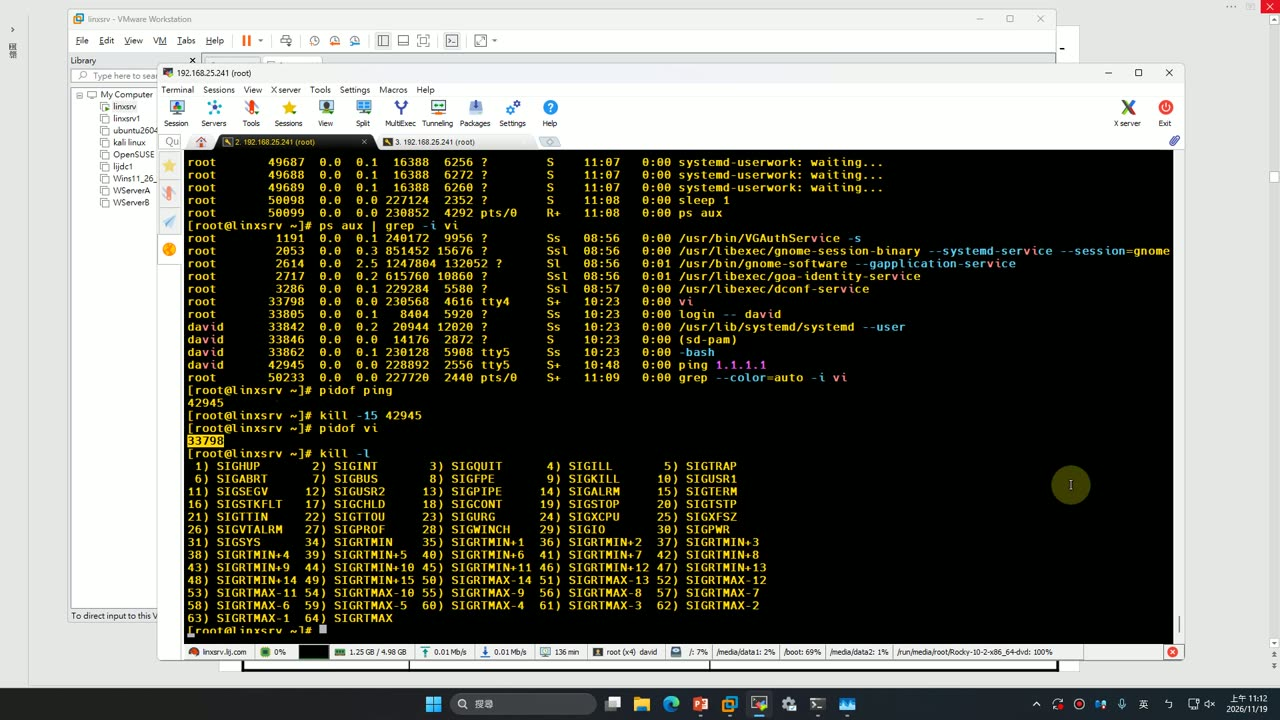 linxsrv - VMware Workstation
File Edit View VM Tabs Help
Library
Type here to sear
My Computer
linxsrv
linxsrv1
ubuntu2604
kali linux
OpenSUSE
lijdc1
Wins11_26_
WServerA
WServerB
To direct input to this V
192.168.25.241 (root)
Terminal Sessions View X server Tools Settings Macros Help
Session Servers Tools Sessions View Split MultiExec Tunneling Packages Settings Help X server Exit
Qu 2. 192.168.25.241 (root) 3. 192.168.25.241 (root)
root 49687 0.0 0.1 16388 6256 ? S 11:07 0:00 systemd-userwork: waiting...
root 49688 0.0 0.1 16388 6272 ? S 11:07 0:00 systemd-userwork: waiting...
root 49689 0.0 0.1 16388 6260 ? S 11:07 0:00 systemd-userwork: waiting...
root 50098 0.0 0.0 227124 2352 ? S 11:08 0:00 sleep 1
root 50099 0.0 0.0 230852 4292 pts/0 R+ 11:08 0:00 ps aux
[root@linxsrv ~]# ps aux | grep -i vi
root 1191 0.0 0.1 240172 9956 ? Ss 08:56 0:00 /usr/bin/VGAuthService -s
root 2053 0.0 0.3 851452 15676 ? Ssl 08:56 0:00 /usr/libexec/gnome-session-binary --systemd-service --session=gnome
root 2614 0.0 2.5 1247804 132052 ? Sl 08:56 0:01 /usr/bin/gnome-software --gapplication-service
root 2717 0.0 0.2 615760 10860 ? Ssl 08:56 0:01 /usr/libexec/goa-identity-service
root 3286 0.0 0.1 229284 5580 ? Ssl 08:57 0:00 /usr/libexec/dconf-service
root 33798 0.0 0.0 230568 4616 tty4 S+ 10:23 0:00 vi
root 33805 0.0 0.1 8404 5920 ? Ss 10:23 0:00 login -- david
david 33842 0.0 0.2 20944 12020 ? Ss 10:23 0:00 /usr/lib/systemd/systemd --user
david 33846 0.0 0.0 14176 2872 ? S 10:23 0:00 (sd-pam)
david 33862 0.0 0.1 230128 5908 tty5 Ss 10:23 0:00 -bash
david 42945 0.0 0.0 228892 2556 tty5 S+ 10:48 0:00 ping 1.1.1.1
root 50233 0.0 0.0 227720 2440 pts/0 S+ 11:09 0:00 grep --color=auto -i vi
[root@linxsrv ~]# pidof ping
42945
[root@linxsrv ~]# kill -15 42945
[root@linxsrv ~]# pidof vi
33798
[root@linxsrv ~]# kill -l
1) SIGHUP 2) SIGINT 3) SIGQUIT 4) SIGILL 5) SIGTRAP
6) SIGABRT 7) SIGBUS 8) SIGFPE 9) SIGKILL 10) SIGUSR1
11) SIGSEGV 12) SIGUSR2 13) SIGPIPE 14) SIGALRM 15) SIGTERM
16) SIGSTKFLT 17) SIGCHLD 18) SIGCONT 19) SIGSTOP 20) SIGTSTP
21) SIGTTIN 22) SIGTTOU 23) SIGURG 24) SIGXCPU 25) SIGXFSZ
26) SIGVTALRM 27) SIGPROF 28) SIGWINCH 29) SIGIO 30) SIGPWR
31) SIGSYS 34) SIGRTMIN 35) SIGRTMIN+1 36) SIGRTMIN+2 37) SIGRTMIN+3
38) SIGRTMIN+4 39) SIGRTMIN+5 40) SIGRTMIN+6 41) SIGRTMIN+7 42) SIGRTMIN+8
43) SIGRTMIN+9 44) SIGRTMIN+10 45) SIGRTMIN+11 46) SIGRTMIN+12 47) SIGRTMIN+13
48) SIGRTMIN+14 49) SIGRTMIN+15 50) SIGRTMAX-14 51) SIGRTMAX-13 52) SIGRTMAX-12
53) SIGRTMAX-11 54) SIGRTMAX-10 55) SIGRTMAX-9 56) SIGRTMAX-8 57) SIGRTMAX-7
58) SIGRTMAX-6 59) SIGRTMAX-5 60) SIGRTMAX-4 61) SIGRTMAX-3 62) SIGRTMAX-2
63) SIGRTMAX-1 64) SIGRTMAX
[root@linxsrv ~]#
linxsrv.lij.com 0% 1.25 GB / 4.98 GB 0.01 Mb/s 0.01 Mb/s 136 min root (x4) david /: 7% /media/data1: 2% /boot: 69% /media/data2: 1% /run/media/root/Rocky-10-2-x86_64-dvd: 100%
搜尋
英
上午 11:12
2026/11/19